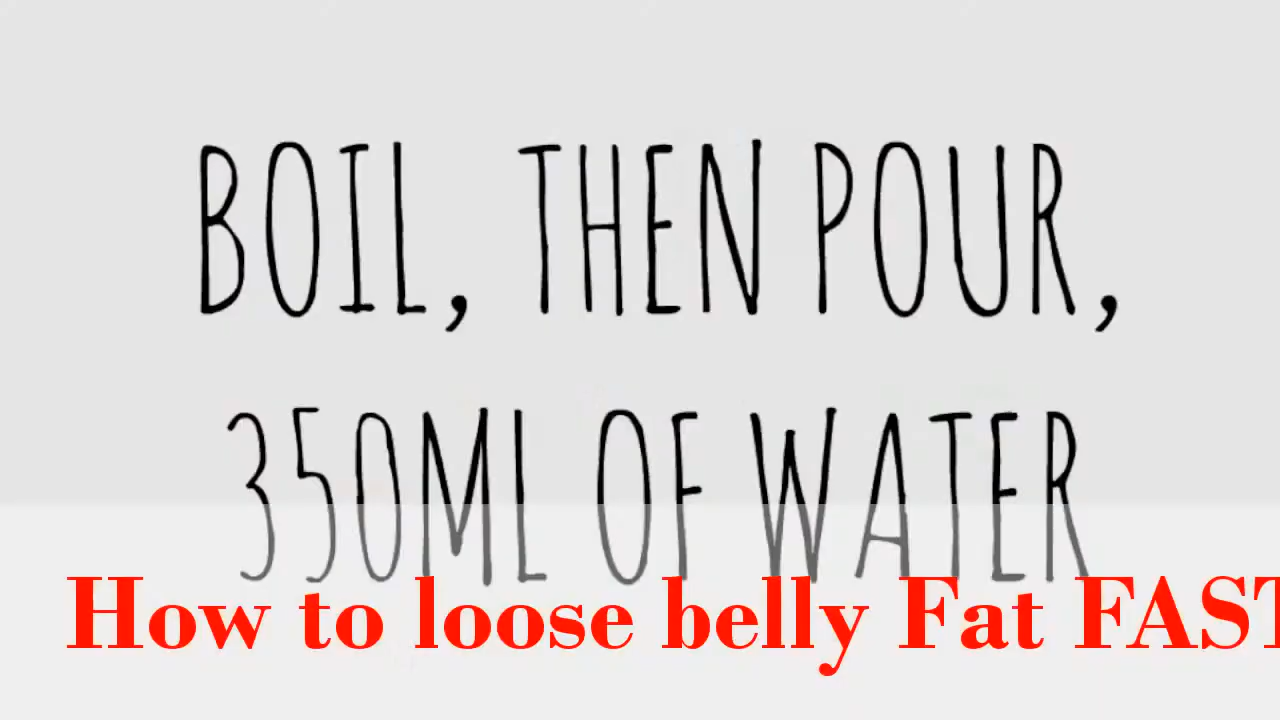 BOIL, THEN POUR,
350ML OF WATER
How to loose belly Fat FAST